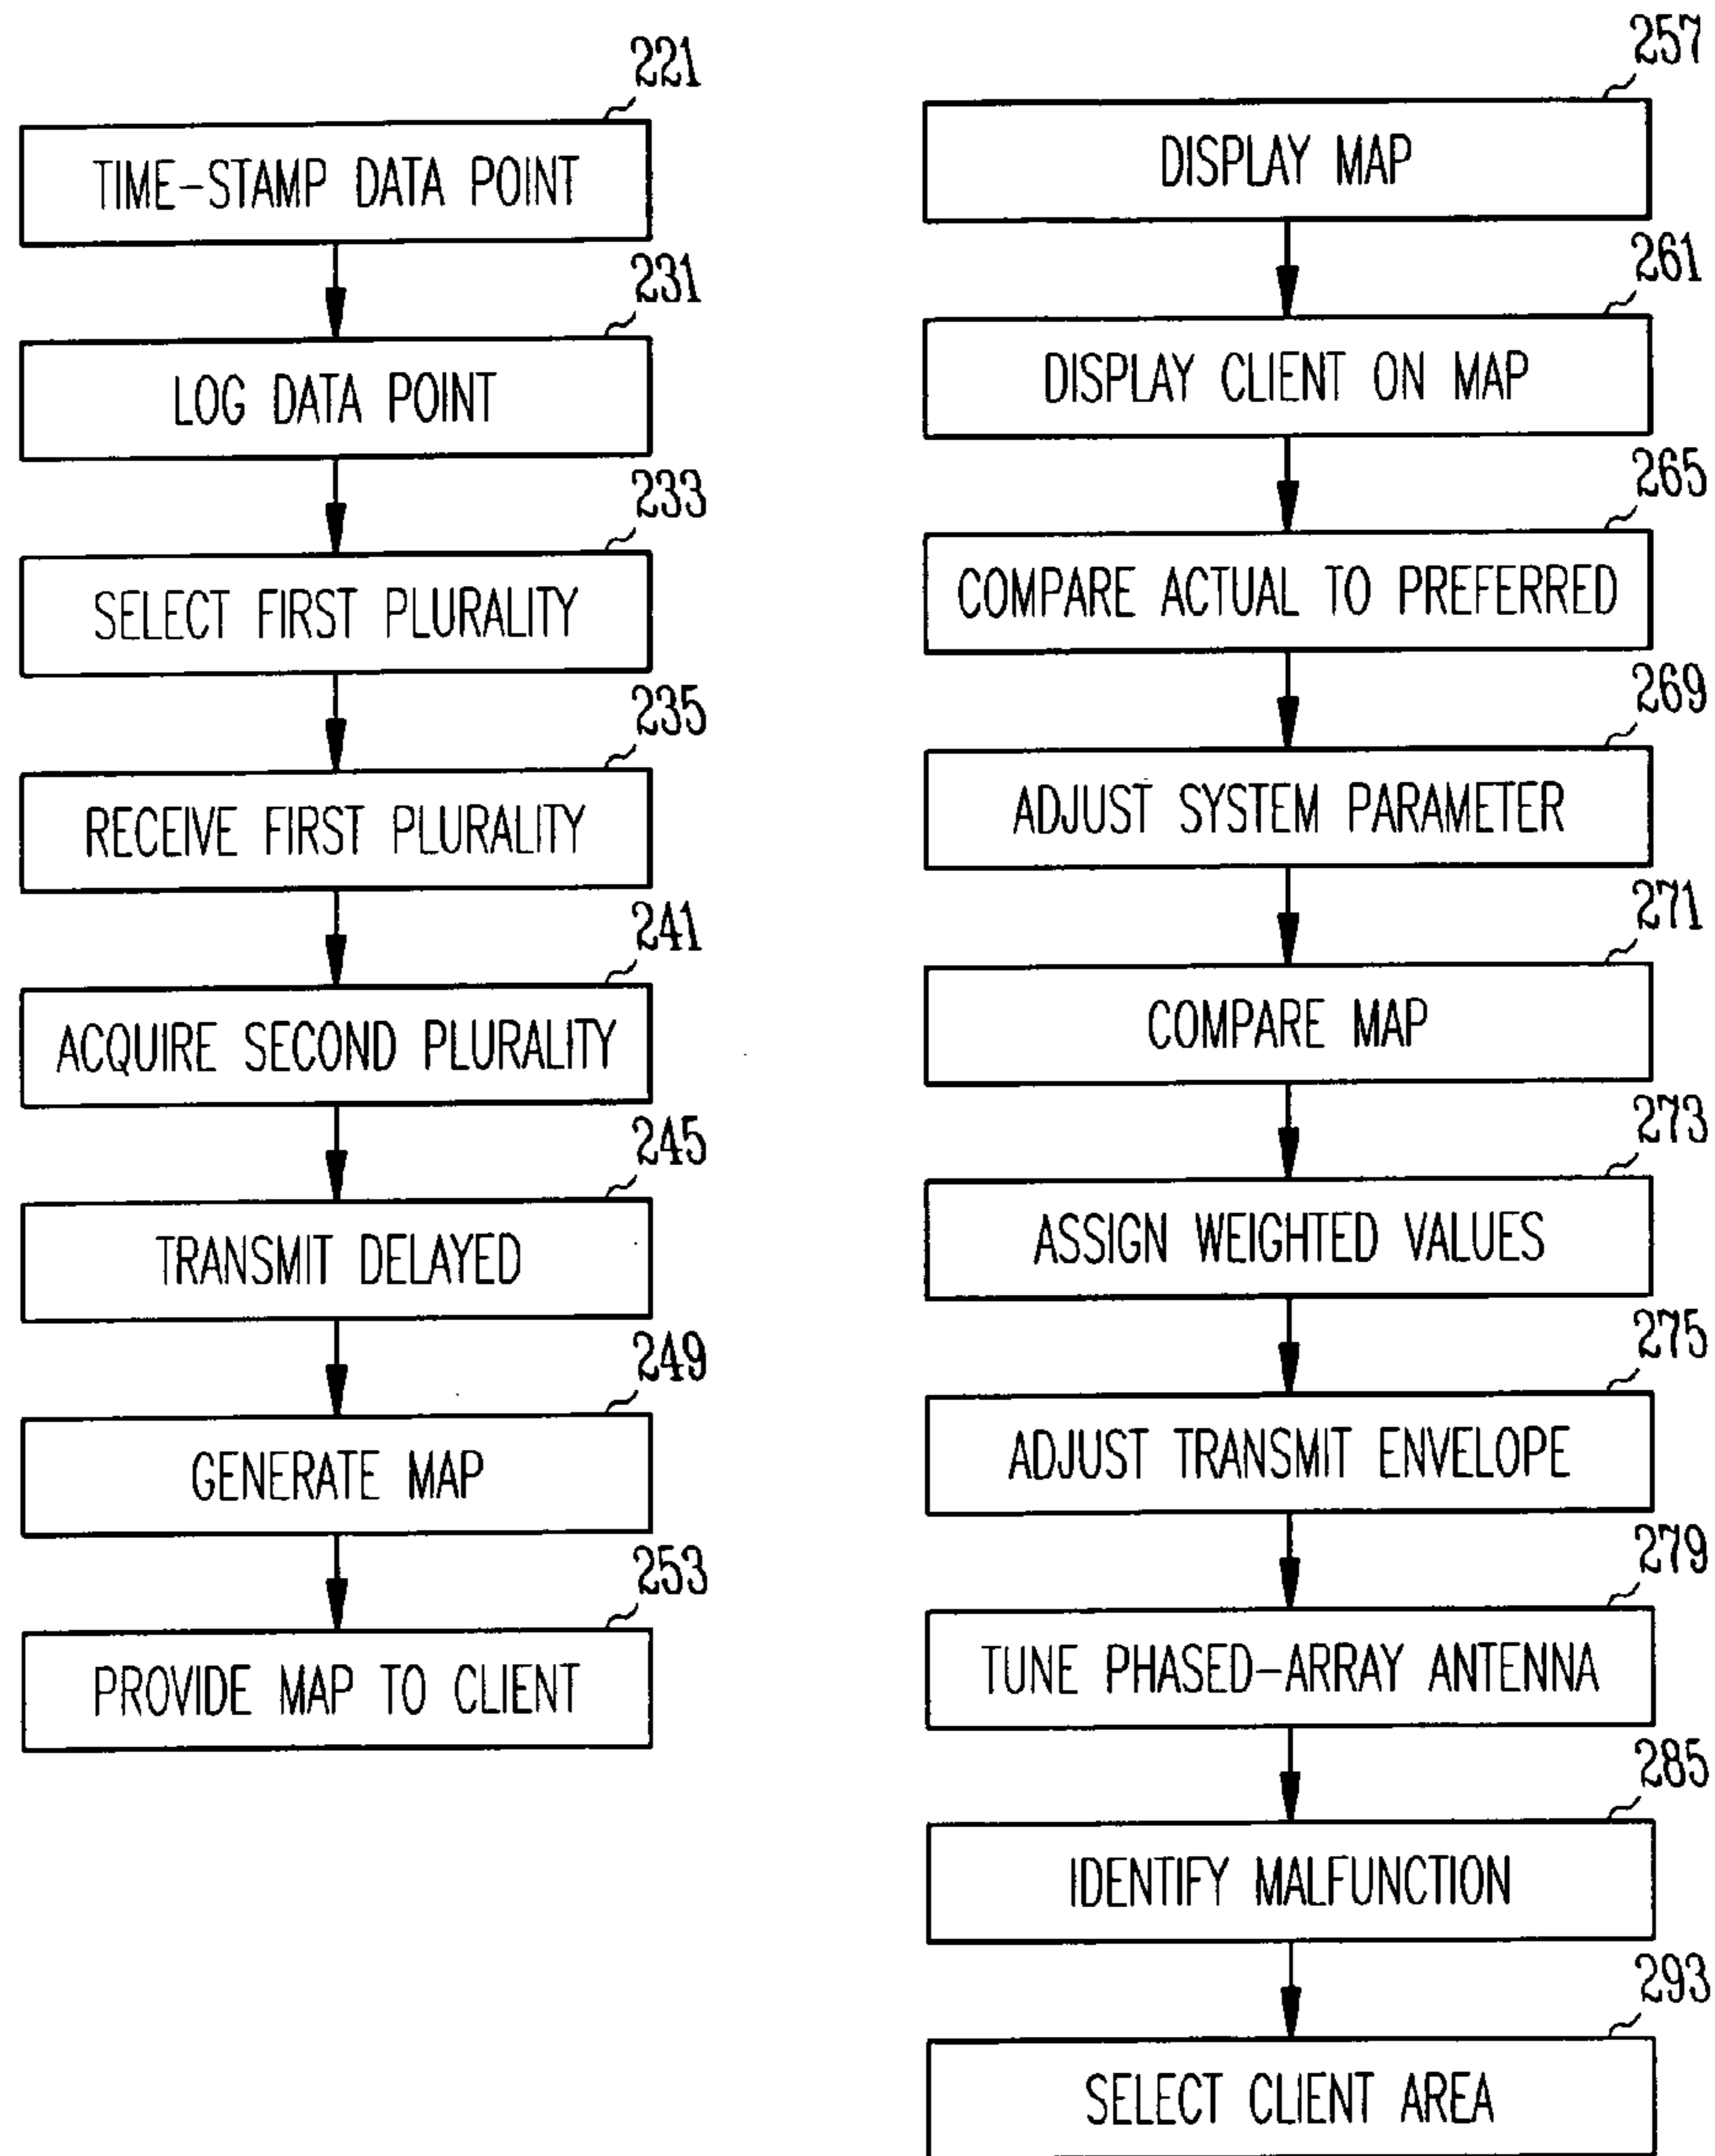 221
TIME-STAMP DATA POINT
231
LOG DATA POINT
233
SELECT FIRST PLURALITY
235
RECEIVE FIRST PLURALITY
241
ACQUIRE SECOND PLURALITY
245
TRANSMIT DELAYED
249
GENERATE MAP
253
PROVIDE MAP TO CLIENT
257
DISPLAY MAP
261
DISPLAY CLIENT ON MAP
265
COMPARE ACTUAL TO PREFERRED
269
ADJUST SYSTEM PARAMETER
271
COMPARE MAP
273
ASSIGN WEIGHTED VALUES
275
ADJUST TRANSMIT ENVELOPE
279
TUNE PHASED-ARRAY ANTENNA
285
IDENTIFY MALFUNCTION
293
SELECT CLIENT AREA